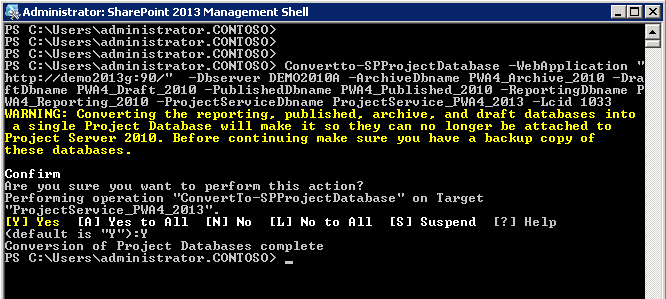 Administrator: SharePoint 2013 Management Shell
PS C:\Users\administrator.CONTOSO>
PS C:\Users\administrator.CONTOSO>
PS C:\Users\administrator.CONTOSO>
PS C:\Users\administrator.CONTOSO> Convertto-SPProjectDatabase -WebApplication "
http://demo2013g:90/"  -Dbserver DEMO2010A -ArchiveDbname PWA4_Archive_2010 -Dra
ftDbname PWA4_Draft_2010 -PublishedDbname PWA4_Published_2010 -ReportingDbname P
WA4_Reporting_2010 -ProjectServiceDbname ProjectService_PWA4_2013 -Lcid 1033
WARNING: Converting the reporting, published, archive, and draft databases into
 a single Project Database will make it so they can no longer be attached to
Project Server 2010. Before continuing make sure you have a backup copy of
these databases.
Confirm
Are you sure you want to perform this action?
Performing operation "ConvertTo-SPProjectDatabase" on Target
"ProjectService_PWA4_2013".
[Y] Yes  [A] Yes to All  [N] No  [L] No to All  [S] Suspend  [?] Help
(default is "Y"):Y
Conversion of Project Databases complete
PS C:\Users\administrator.CONTOSO> _